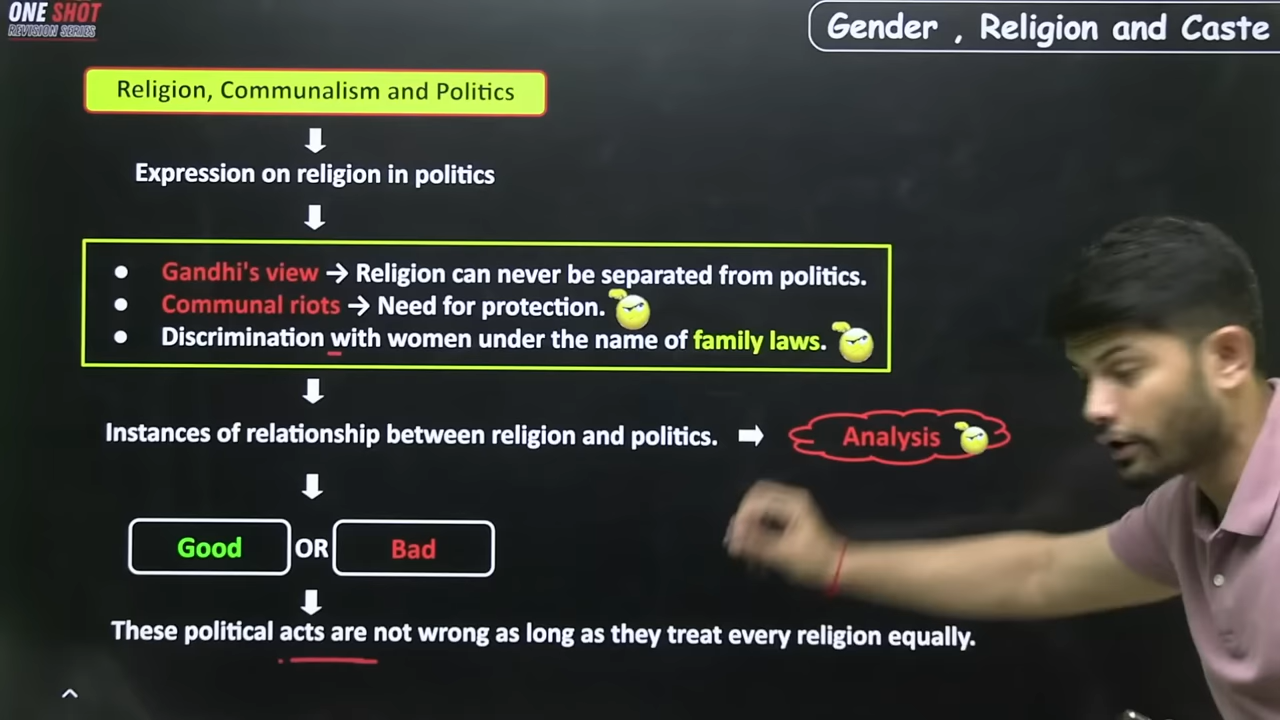 ONE SHOT
REVISION SERIES
Gender , Religion and Caste
Religion, Communalism and Politics
Expression on religion in politics
● Gandhi's view → Religion can never be separated from politics.
● Communal riots → Need for protection.
● Discrimination with women under the name of family laws.
Instances of relationship between religion and politics.
Analysis
Good OR Bad
These political acts are not wrong as long as they treat every religion equally.